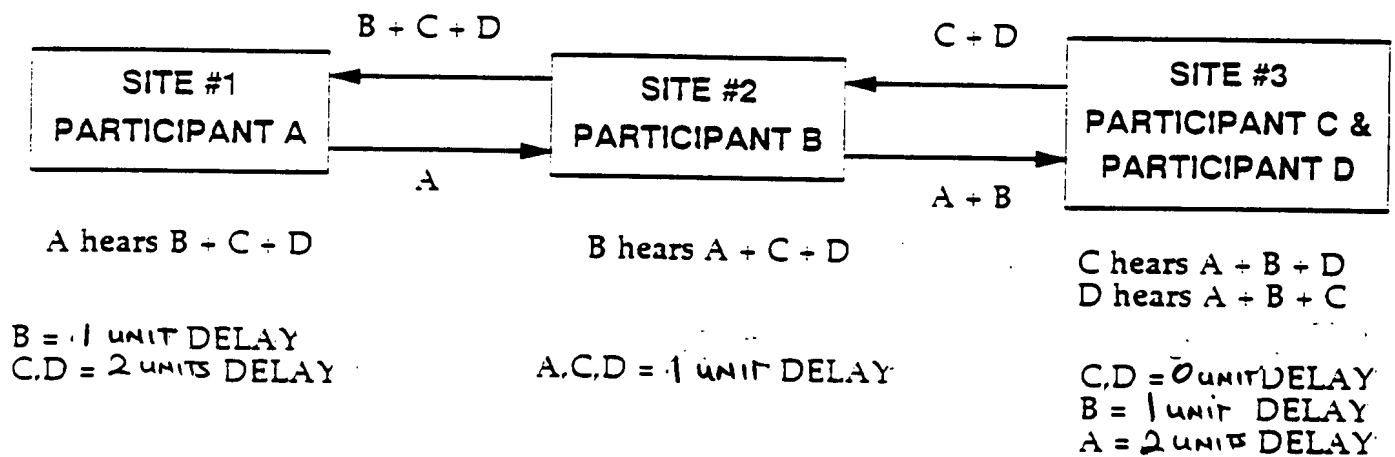 B ÷ C ÷ D
C ÷ D
SITE #1
PARTICIPANT A
SITE #2
PARTICIPANT B
SITE #3
PARTICIPANT C &
PARTICIPANT D
A
A ÷ B
A hears B ÷ C ÷ D
B hears A ÷ C ÷ D
C hears A ÷ B ÷ D
D hears A ÷ B + C
B = 1 UNIT DELAY
C,D = 2 UNITS DELAY
A,C,D = 1 UNIT DELAY
C,D = 0 UNIT DELAY
B = 1 UNIT DELAY
A = 2 UNITS DELAY